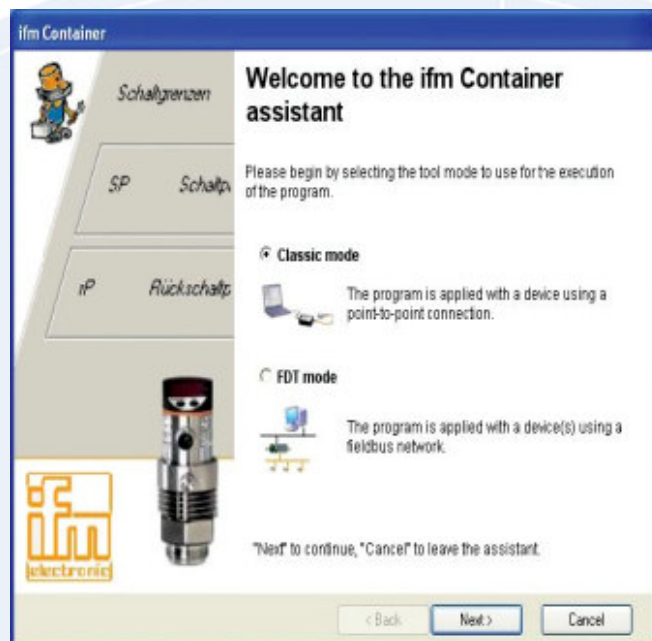 ifm Container
Schaltgrenzen
SP Schaltp
rP Rückschaltp
ifm
electronic
Welcome to the ifm Container
assistant
Please begin by selecting the tool mode to use for the execution
of the program.
Classic mode
The program is applied with a device using a
point-to-point connection.
FDT mode
The program is applied with a device(s) using a
fieldbus network.
"Next" to continue, "Cancel" to leave the assistant.
< Back Next > Cancel